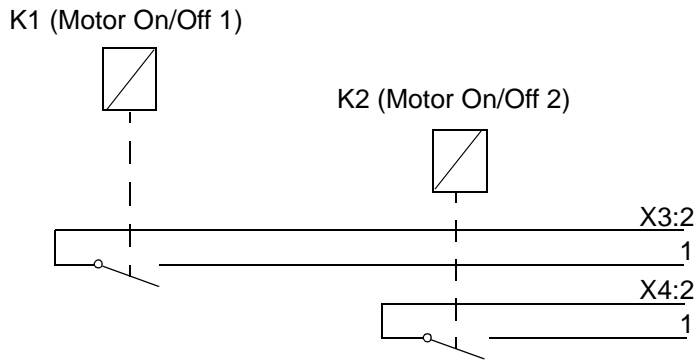 K1 (Motor On/Off 1)
K2 (Motor On/Off 2)
X3:2
1
X4:2
1